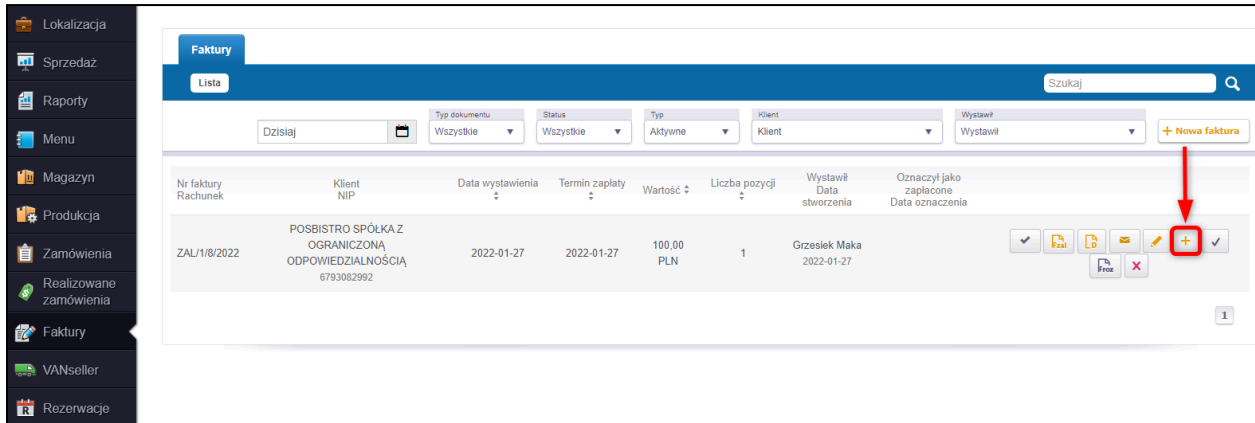 Lokalizacja
Sprzedaż
Raporty
Menu
Magazyn
Produkcja
Zamówienia
Realizowane
zamówienia
Faktury
VANseller
R
Rezerwacje
Faktury
Lista
Szukaj
Dzisiaj
Typ dokumentu
Wszystkie
Status
Wszystkie
Typ
Aktywne
Klient
Klient
Wystawił
Wystawił
+ Nowa faktura
Nr faktury
Rachunek
Klient
NIP
Data wystawienia
Termin zapłaty
Wartość
Liczba pozycji
Wystawił
Data
stworzenia
Oznaczył jako
zapłacone
Data oznaczenia
ZAL/1/8/2022
POSBISTRO SPÓŁKA Z
OGRANICZONĄ
ODPOWIEDZIALNOŚCIĄ
6793082992
2022-01-27
2022-01-27
100,00
PLN
1
Grzesiek Maka
2022-01-27
Fzal
D
Froz
1